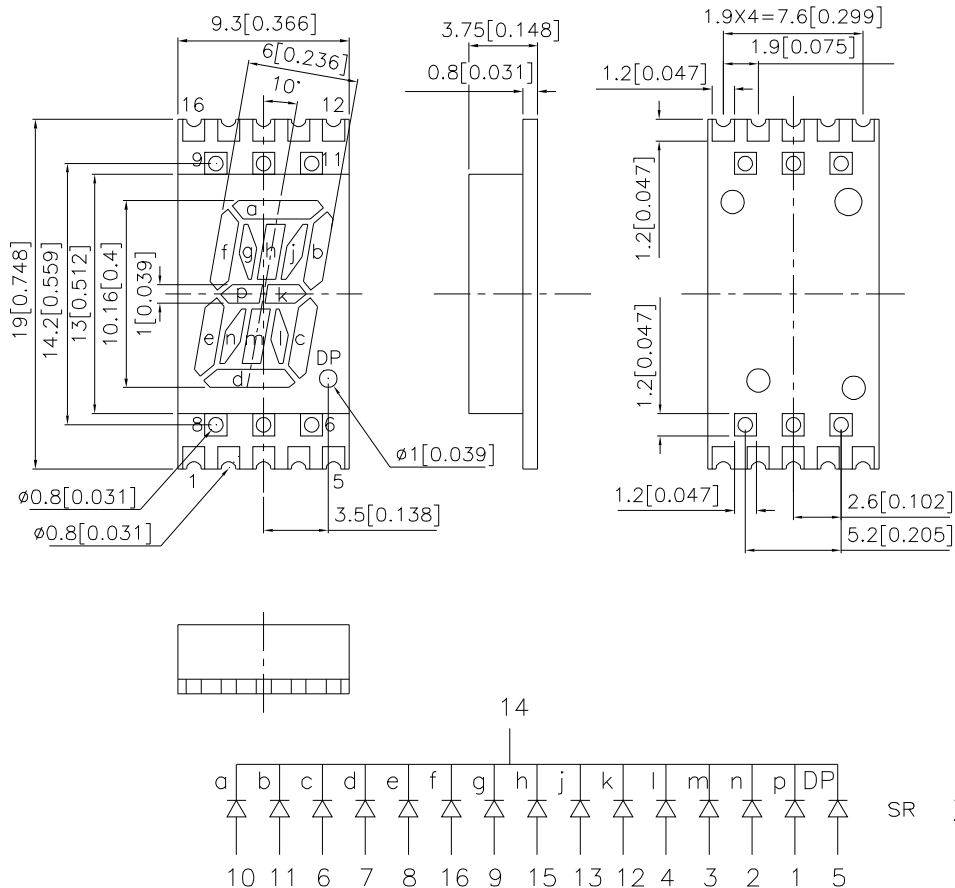 9.3[0.366]
6[0.236]
10°
16
12
9
11
a
f
g
h
j
b
p
k
e
n
m
l
c
d
DP
8
6
1
5
19[0.748]
14.2[0.559]
13[0.512]
10.16[0.4]
1[0.039]
ø0.8[0.031]
ø0.8[0.031]
ø1[0.039]
3.5[0.138]
3.75[0.148]
0.8[0.031]
1.9X4=7.6[0.299]
1.9[0.075]
1.2[0.047]
1.2[0.047]
1.2[0.047]
1.2[0.047]
2.6[0.102]
5.2[0.205]
14
a b c d e f g h j k l m n p DP
SR
10 11 6 7 8 16 9 15 13 12 4 3 2 1 5